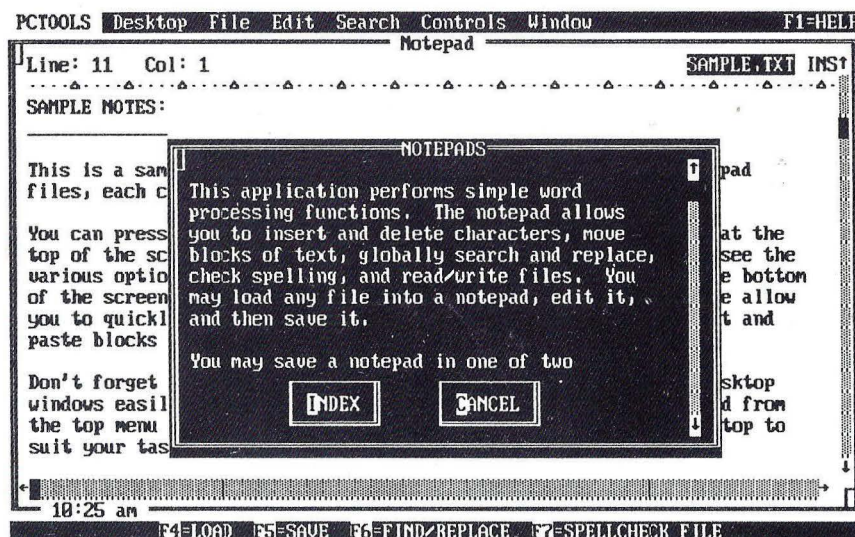 PCTOOLS Desktop File Edit Search Controls Window F1=HELP
Notepad
Line: 11 Col: 1 SAMPLE.TXT INS
SAMPLE NOTES:
This is a sam pad
files, each c
You can press at the
top of the sc see the
various optio e bottom
of the screen e allow
you to quickl t and
paste blocks
Don't forget sktop
windows easil d from
the top menu top to
suit your tas
NOTEPADS
This application performs simple word
processing functions. The notepad allows
you to insert and delete characters, move
blocks of text, globally search and replace,
check spelling, and read/write files. You
may load any file into a notepad, edit it,
and then save it.
You may save a notepad in one of two
INDEX CANCEL
10:25 am
F4=LOAD F5=SAVE F6=FIND/REPLACE F7=SPELLCHECK FILE